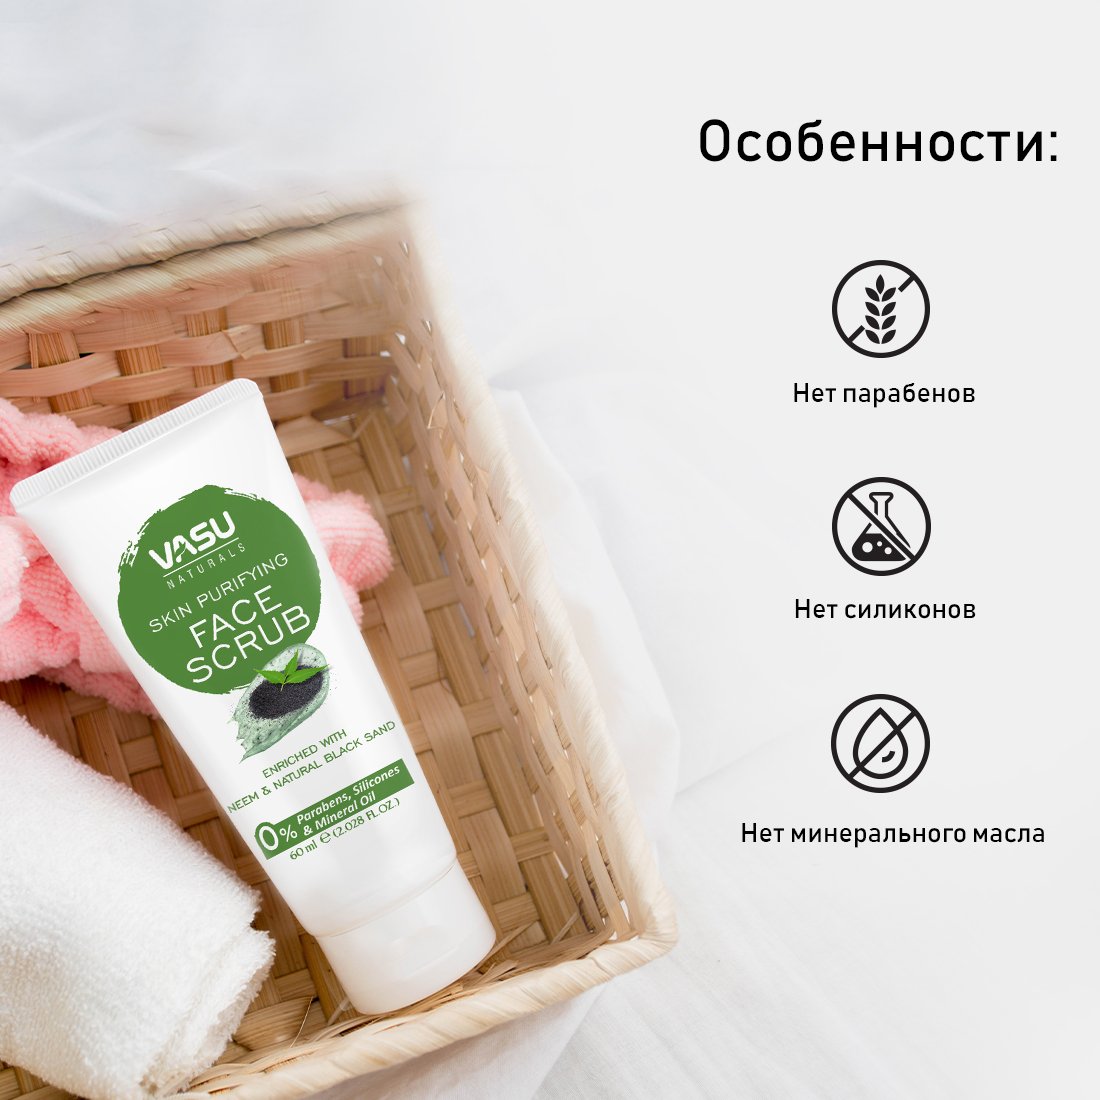 Особенности:
Нет парабенов
Нет силиконов
Нет минерального масла
VASU
NATURALS
SKIN PURIFYING
FACE
SCRUB
ENRICHED WITH
NEEM & NATURAL BLACK SAND
0% Parabens, Silicones
& Mineral Oil
60 ml ℮ (2.028 FL.OZ.)